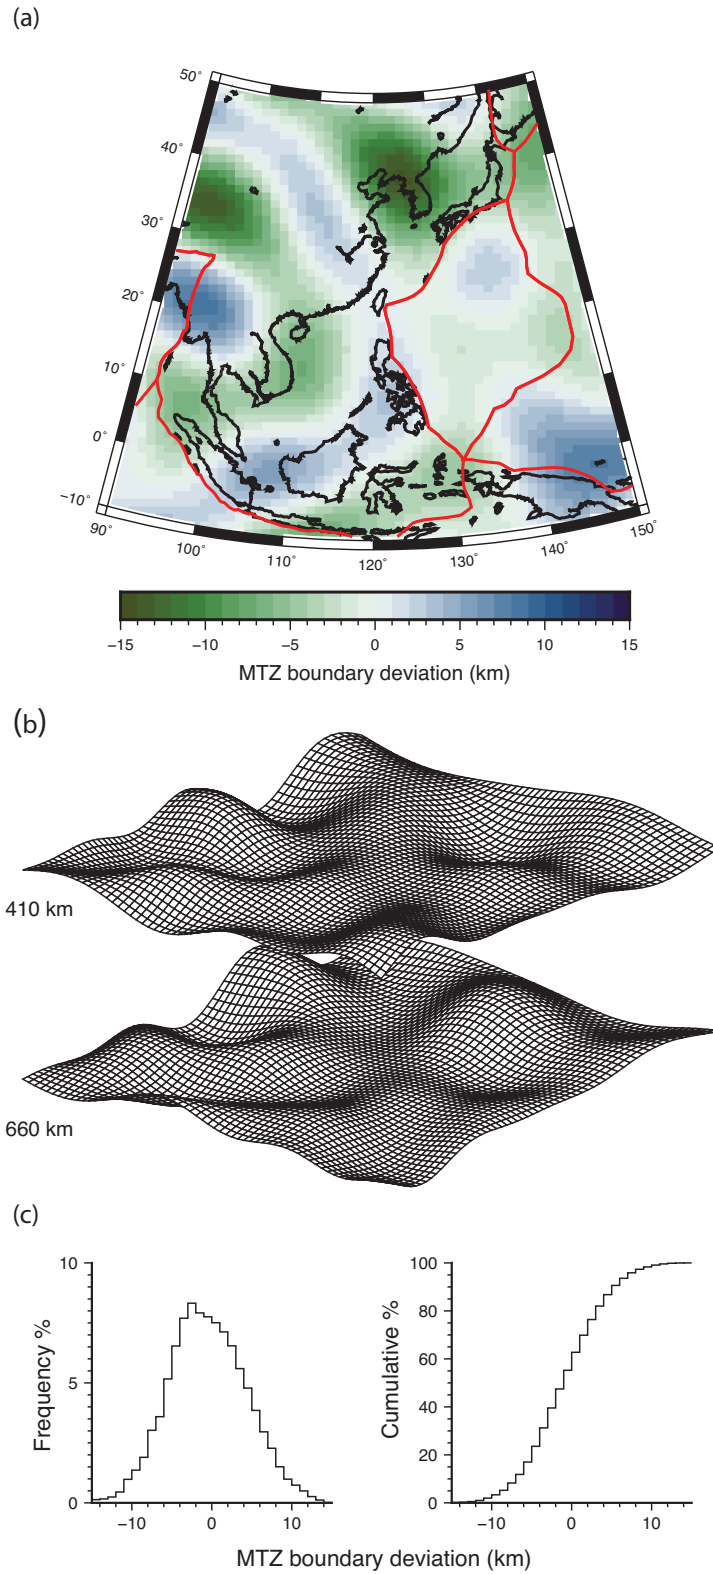 (a)
50°
40°
30°
20°
10°
0°
−10°
90°
100°
110°
120°
130°
140°
150°
−15 −10 −5 0 5 10 15
MTZ boundary deviation (km)
(b)
410 km
660 km
(c)
10
5
0
Frequency %
−10 0 10
100
80
60
40
20
0
Cumulative %
−10 0 10
MTZ boundary deviation (km)